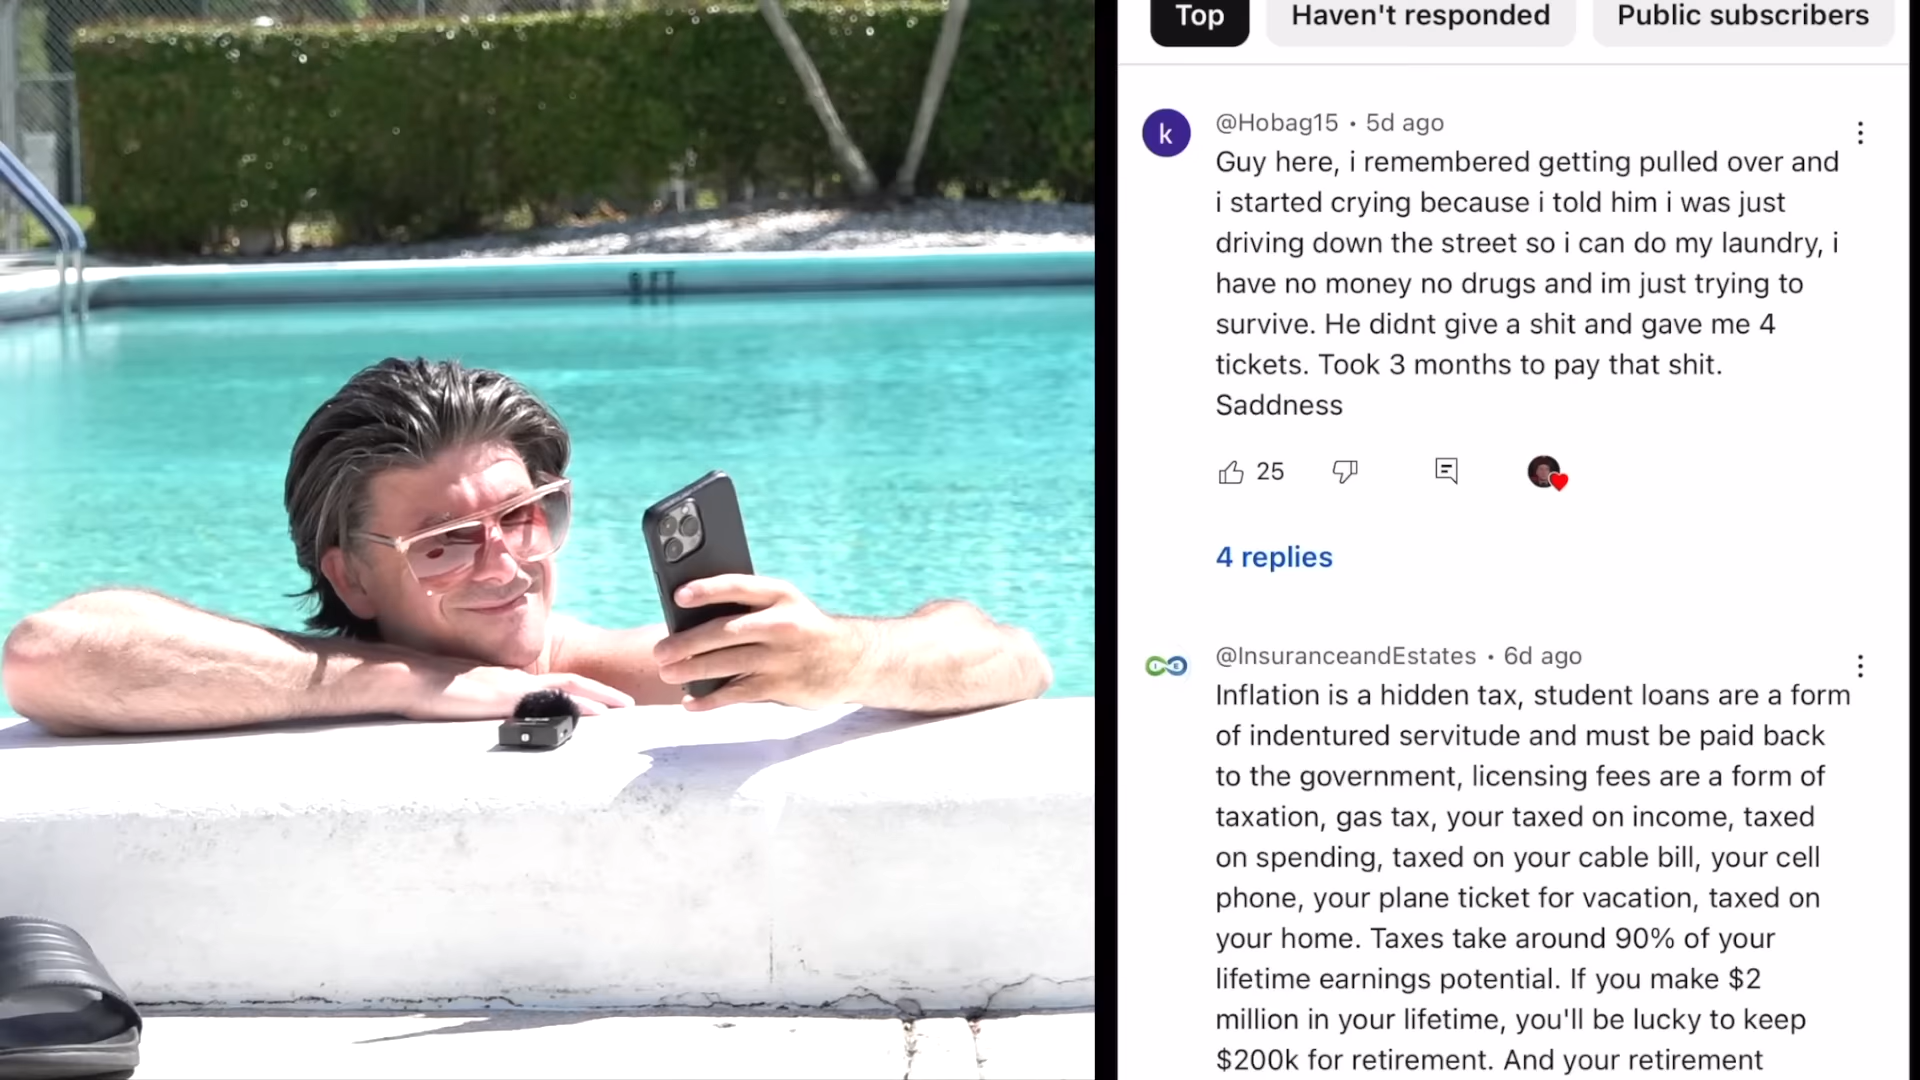 Top
Haven't responded
Public subscribers
@Hobag15 • 5d ago
Guy here, i remembered getting pulled over and
i started crying because i told him i was just
driving down the street so i can do my laundry, i
have no money no drugs and im just trying to
survive. He didnt give a shit and gave me 4
tickets. Took 3 months to pay that shit.
Saddness
25
4 replies
@InsuranceandEstates • 6d ago
Inflation is a hidden tax, student loans are a form
of indentured servitude and must be paid back
to the government, licensing fees are a form of
taxation, gas tax, your taxed on income, taxed
on spending, taxed on your cable bill, your cell
phone, your plane ticket for vacation, taxed on
your home. Taxes take around 90% of your
lifetime earnings potential. If you make $2
million in your lifetime, you'll be lucky to keep
$200k for retirement. And your retirement
k